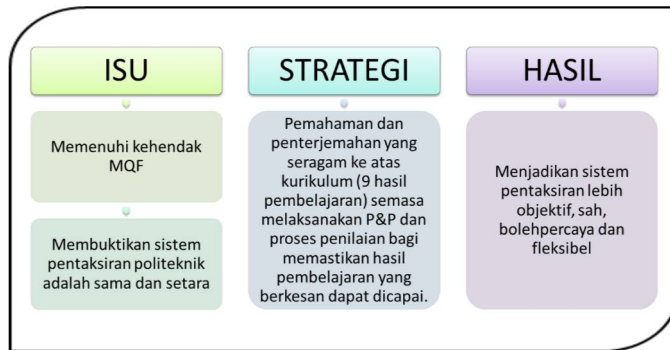 ISU
Memenuhi kehendak
MQF
Membuktikan sistem
pentaksiran politeknik
adalah sama dan setara
STRATEGI
Pemahaman dan
penterjemahan yang
seragam ke atas
kurikulum (9 hasil
pembelajaran) semasa
melaksanakan P&P dan
proses penilaian bagi
memastikan hasil
pembelajaran yang
berkesan dapat dicapai.
HASIL
Menjadikan sistem
pentaksiran lebih
objektif, sah,
bolehpercaya dan
fleksibel